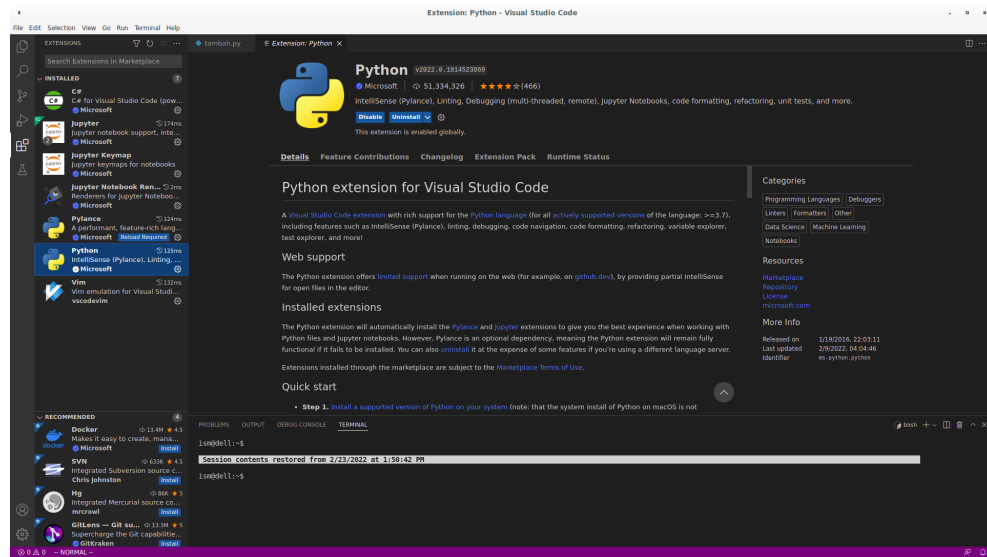 Extension: Python - Visual Studio Code
File Edit Selection View Go Run Terminal Help
EXTENSIONS
Search Extensions in Marketplace
INSTALLED 7
C#
C# for Visual Studio Code (pow...
Microsoft
Jupyter 174ms
Jupyter notebook support, inte...
Microsoft
Jupyter Keymap
Jupyter keymaps for notebooks
Microsoft
Jupyter Notebook Ren... 2ms
Renderers for Jupyter Noteboo...
Microsoft
Pylance 124ms
A performant, feature-rich lang...
Microsoft Reload Required
Python 125ms
IntelliSense (Pylance), Linting, ...
Microsoft
Vim 132ms
Vim emulation for Visual Studi...
vscodevim
RECOMMENDED 4
Docker 13.4M ★ 4.5
Makes it easy to create, mana...
Microsoft Install
SVN 633K ★ 4.5
Integrated Subversion source c...
Chris Johnston Install
Hg 86K ★ 5
Integrated Mercurial source co...
mrcrowl Install
GitLens — Git su... 13.3M ★ 5
Supercharge the Git capabilitie...
GitKraken Install
tambah.py Extension: Python ×
Python v2022.0.1814523869
Microsoft | 51,334,326 | (466)
IntelliSense (Pylance), Linting, Debugging (multi-threaded, remote), Jupyter Notebooks, code formatting, refactoring, unit tests, and more.
Disable Uninstall
This extension is enabled globally.
Details Feature Contributions Changelog Extension Pack Runtime Status
Python extension for Visual Studio Code
A Visual Studio Code extension with rich support for the Python language (for all actively supported versions of the language: >=3.7),
including features such as IntelliSense (Pylance), linting, debugging, code navigation, code formatting, refactoring, variable explorer,
test explorer, and more!
Web support
The Python extension offers limited support when running on the web (for example, on github.dev), by providing partial IntelliSense
for open files in the editor.
Installed extensions
The Python extension will automatically install the Pylance and Jupyter extensions to give you the best experience when working with
Python files and Jupyter notebooks. However, Pylance is an optional dependency, meaning the Python extension will remain fully
functional if it fails to be installed. You can also uninstall it at the expense of some features if you're using a different language server.
Extensions installed through the marketplace are subject to the Marketplace Terms of Use.
Quick start
• Step 1. Install a supported version of Python on your system (note: that the system install of Python on macOS is not
Categories
Programming Languages Debuggers
Linters Formatters Other
Data Science Machine Learning
Notebooks
Resources
Marketplace
Repository
License
microsoft.com
More Info
Released on 1/19/2016, 22:03:11
Last updated 2/9/2022, 04:04:46
Identifier ms-python.python
PROBLEMS OUTPUT DEBUG CONSOLE TERMINAL bash
ism@dell:~$
Session contents restored from 2/23/2022 at 1:50:42 PM
ism@dell:~$
0 0 -- NORMAL --